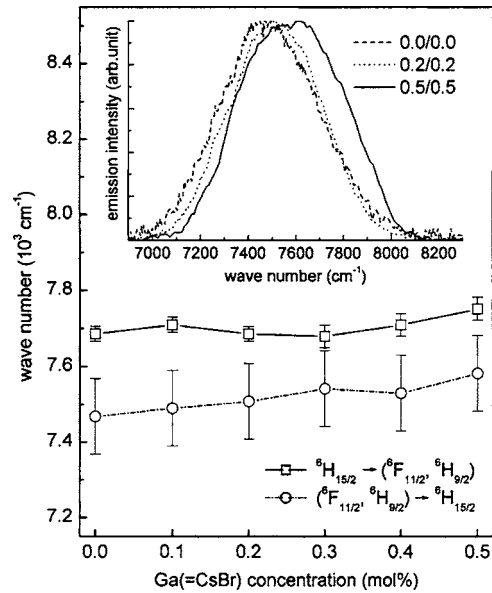 0.0/0.0
0.2/0.2
0.5/0.5
emission intensity (arb.unit)
7000 7200 7400 7600 7800 8000 8200
wave number (cm⁻¹)
8.4
8.2
8.0
7.8
7.6
7.4
7.2
wave number (10³ cm⁻¹)
⁶H₁₅/₂ → (⁶F₁₁/₂, ⁶H₉/₂)
(⁶F₁₁/₂, ⁶H₉/₂) → ⁶H₁₅/₂
0.0 0.1 0.2 0.3 0.4 0.5
Ga(=CsBr) concentration (mol%)